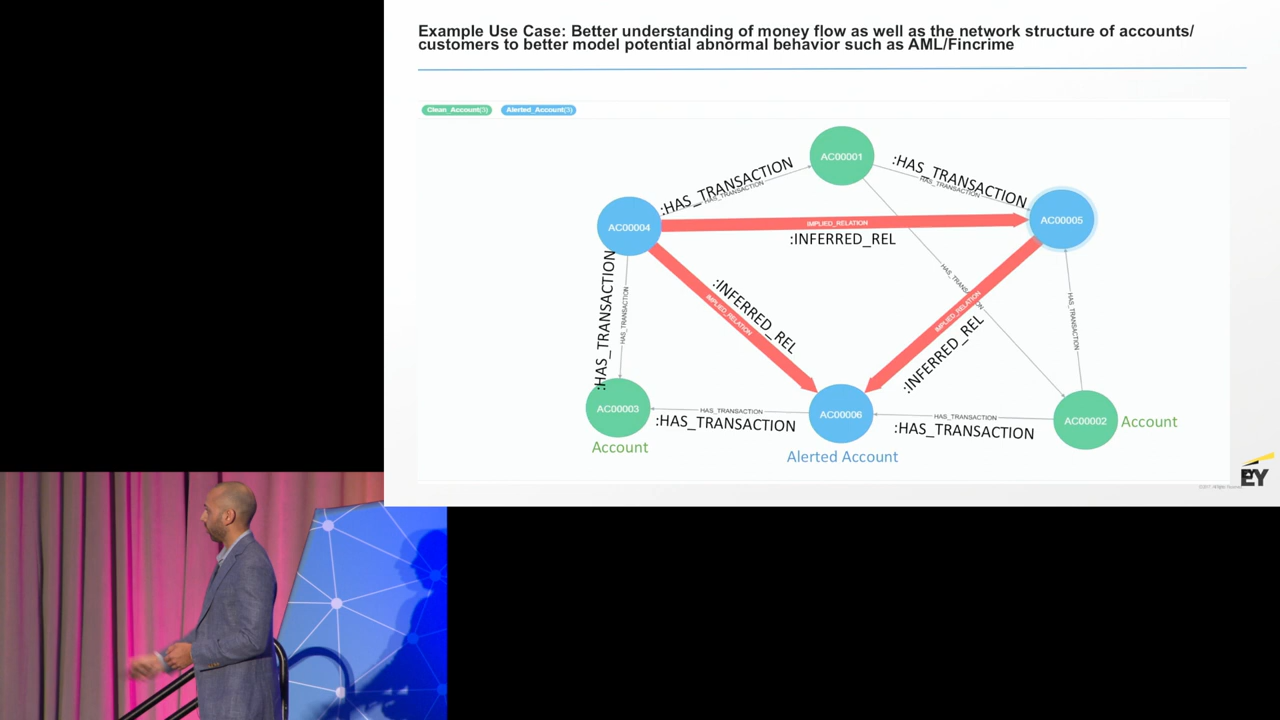 Example Use Case: Better understanding of money flow as well as the network structure of accounts/
customers to better model potential abnormal behavior such as AML/Fincrime
Clean_Account(3) Alerted_Account(3)
AC00001
:HAS_TRANSACTION
HAS_TRANSACTION
:HAS_TRANSACTION
HAS_TRANSACTION
AC00004
AC00005
IMPLIED_RELATION
:INFERRED_REL
:HAS_TRANSACTION
HAS_TRANSACTION
:INFERRED_REL
IMPLIED_RELATION
HAS_TRANSACTION
IMPLIED_RELATION
:INFERRED_REL
HAS_TRANSACTION
AC00003
HAS_TRANSACTION
:HAS_TRANSACTION
AC00006
HAS_TRANSACTION
:HAS_TRANSACTION
AC00002
Account
Account
Alerted Account
EY